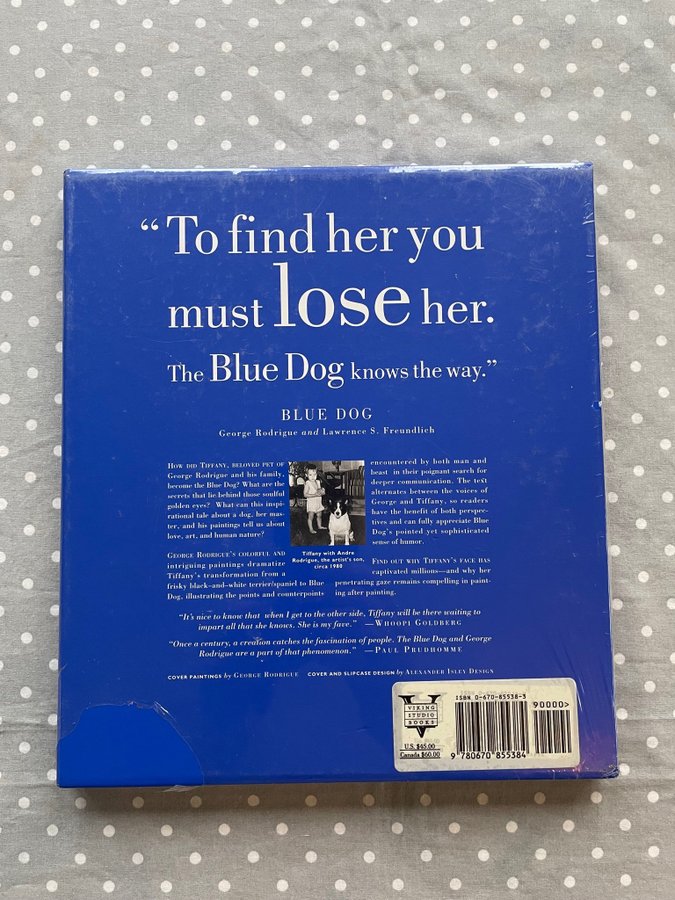 “To find her you
must lose her.
The Blue Dog knows the way.”
BLUE DOG
George Rodrigue and Lawrence S. Freundlich
HOW DID TIFFANY, BELOVED PET OF
George Rodrigue and his family,
become the Blue Dog? What are the
secrets that lie behind those soulful
golden eyes? What can this inspi-
rational tale about a dog, her mas-
ter, and his paintings tell us about
love, art, and human nature?
GEORGE RODRIGUE'S COLORFUL AND
intriguing paintings dramatize
Tiffany's transformation from a
frisky black-and-white terrier/spaniel to Blue
Dog, illustrating the points and counterpoints
Tiffany with Andre
Rodrigue, the artist's son,
circa 1980
encountered by both man and
beast in their poignant search for
deeper communication. The text
alternates between the voices of
George and Tiffany, so readers
have the benefit of both perspec-
tives and can fully appreciate Blue
Dog's pointed yet sophisticated
sense of humor.
FIND OUT WHY TIFFANY'S FACE HAS
captivated millions—and why her
penetrating gaze remains compelling in paint-
ing after painting.
“It's nice to know that when I get to the other side, Tiffany will be there waiting to
impart all that she knows. She is my fave.” —WHOOPI GOLDBERG
“Once a century, a creation catches the fascination of people. The Blue Dog and George
Rodrigue are a part of that phenomenon.” —PAUL PRUDHOMME
COVER PAINTINGS by GEORGE RODRIGUE COVER AND SLIPCASE DESIGN by ALEXANDER ISLEY DESIGN
V
VIKING
STUDIO
BOOKS
U.S. $45.00
Canada $60.00
ISBN 0-670-85538-3
90000>
9 780670 855384